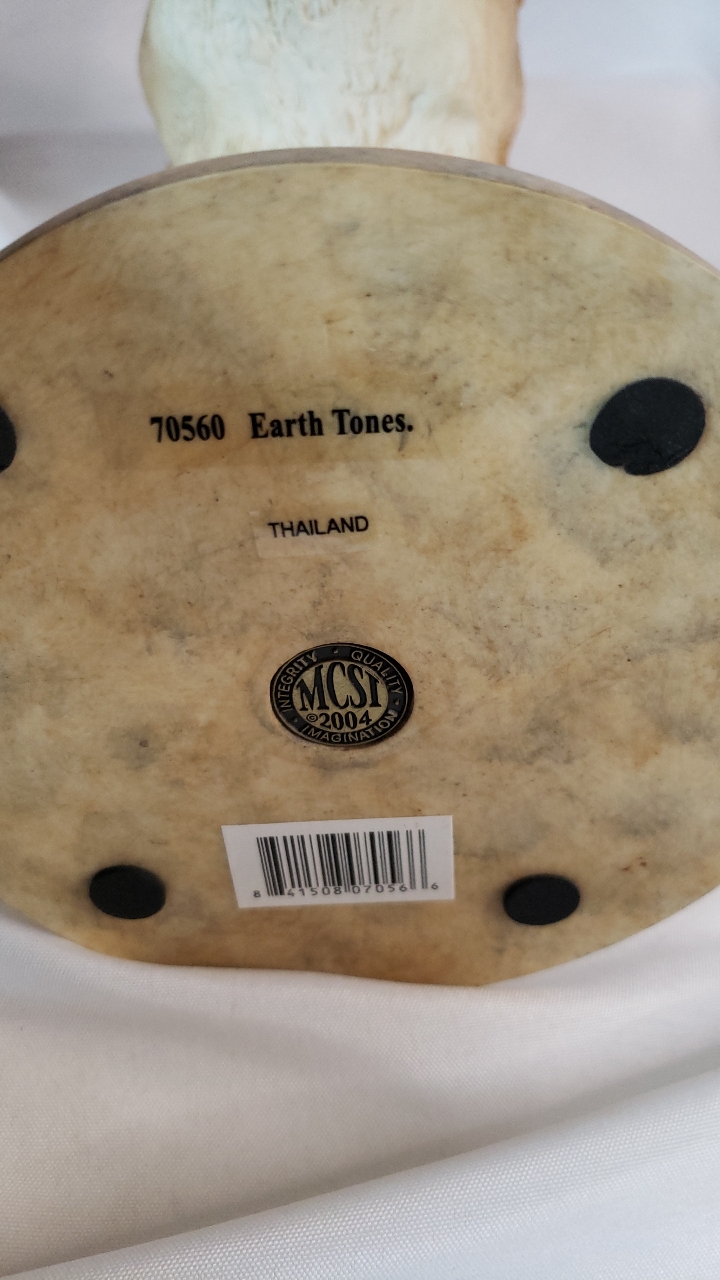 70560 Earth Tones.
THAILAND
INTEGRITY • QUALITY •
MCSI
©2004
IMAGINATION •
8 41508 07056 6